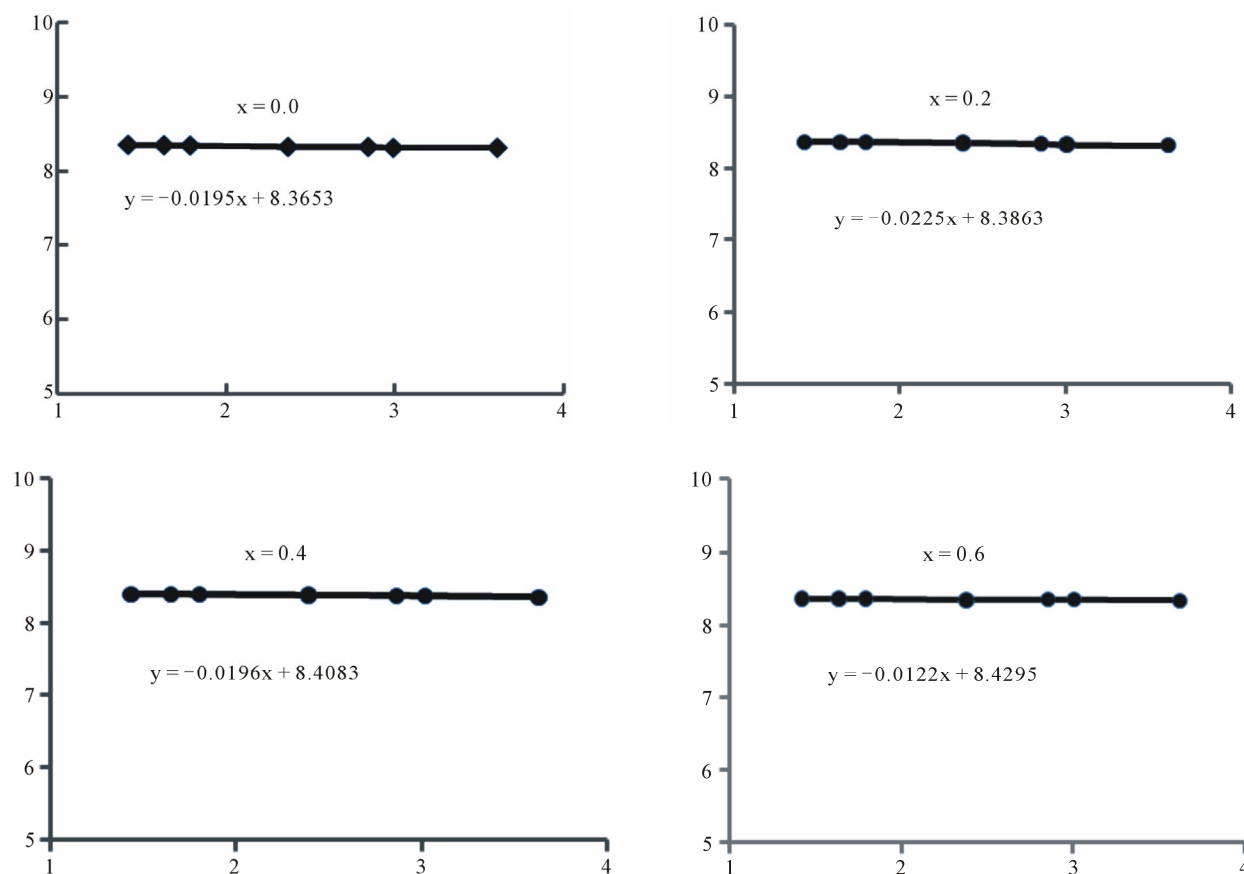 10
9
x = 0.0
8
y = −0.0195x + 8.3653
7
6
5
1 2 3 4
10
9
x = 0.2
8
y = −0.0225x + 8.3863
7
6
5
1 2 3 4
10
9
x = 0.4
8
y = −0.0196x + 8.4083
7
6
5
1 2 3 4
10
9
x = 0.6
8
y = −0.0122x + 8.4295
7
6
5
1 2 3 4